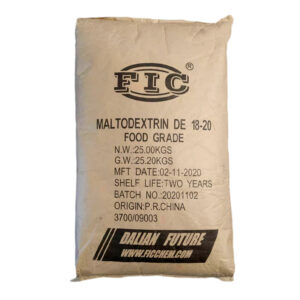 FIC®
MALTODEXTRIN DE 18-20
FOOD GRADE
N.W.:25.00KGS
G.W.:25.20KGS
MFT DATE:02-11-2020
SHELF LIFE:TWO YEARS
BATCH NO.:20201102
ORIGIN:P.R.CHINA
3700/09003
DALIAN FUTURE
WWW.FICCHEM.COM